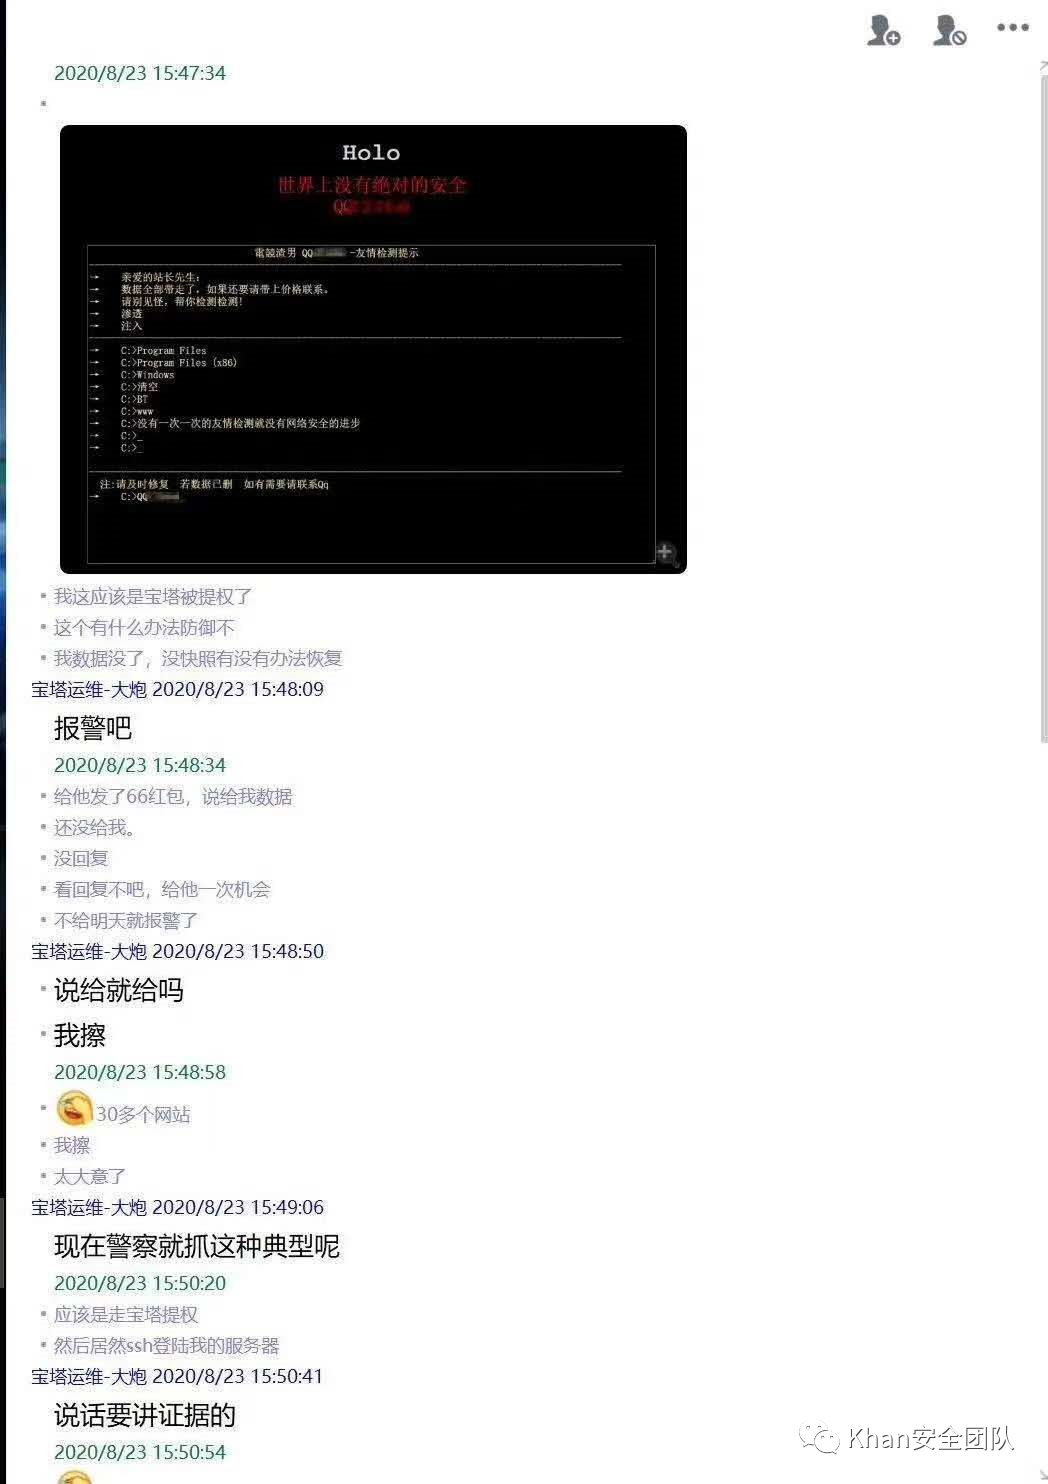 2020/8/23 15:47:34
Holo
世界上没有绝对的安全
QQ
電競渣男 QQ -友情检测提示
→ 亲爱的站长先生:
→ 数据全部带走了，如果还要请带上价格联系。
→ 请别见怪，帮你检测检测!
→ 渗透
→ 注入
→ C:>Program Files
→ C:>Program Files (x86)
→ C:>Windows
→ C:>清空
→ C:>BT
→ C:>www
→ C:>没有一次一次的友情检测就没有网络安全的进步
→ C:>_
→ C:>_
注:请及时修复 若数据已删 如有需要请联系Qq
→ C:>QQ
我这应该是宝塔被提权了
这个有什么办法防御不
我数据没了，没快照有没有办法恢复
宝塔运维-大炮 2020/8/23 15:48:09
报警吧
2020/8/23 15:48:34
给他发了66红包，说给我数据
还没给我。
没回复
看回复不吧，给他一次机会
不给明天就报警了
宝塔运维-大炮 2020/8/23 15:48:50
说给就给吗
我擦
2020/8/23 15:48:58
30多个网站
我擦
太大意了
宝塔运维-大炮 2020/8/23 15:49:06
现在警察就抓这种典型呢
2020/8/23 15:50:20
应该是走宝塔提权
然后居然ssh登陆我的服务器
宝塔运维-大炮 2020/8/23 15:50:41
说话要讲证据的
2020/8/23 15:50:54
Khan安全团队